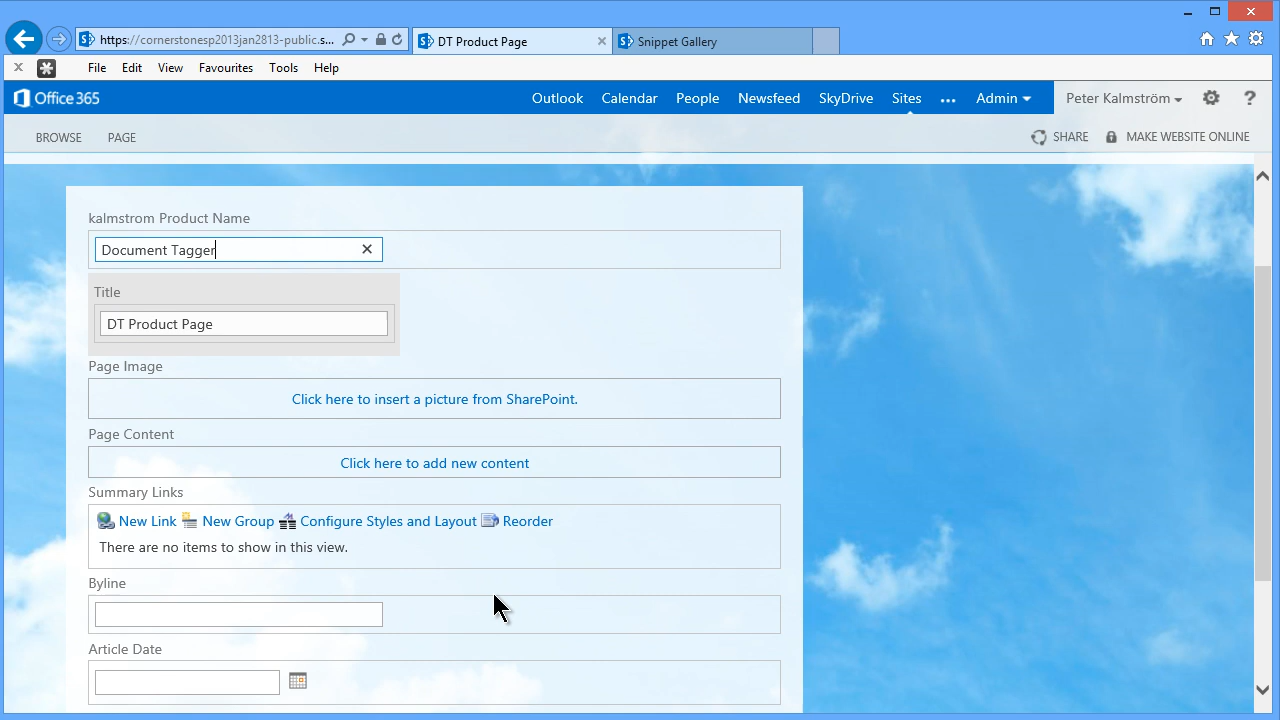 https://cornerstonesp2013jan2813-public.s...
DT Product Page
Snippet Gallery
File Edit View Favourites Tools Help
Office 365
Outlook Calendar People Newsfeed SkyDrive Sites ... Admin
Peter Kalmström
?
BROWSE PAGE
SHARE MAKE WEBSITE ONLINE
kalmstrom Product Name
Document Tagger
Title
DT Product Page
Page Image
Click here to insert a picture from SharePoint.
Page Content
Click here to add new content
Summary Links
New Link New Group Configure Styles and Layout Reorder
There are no items to show in this view.
Byline
Article Date